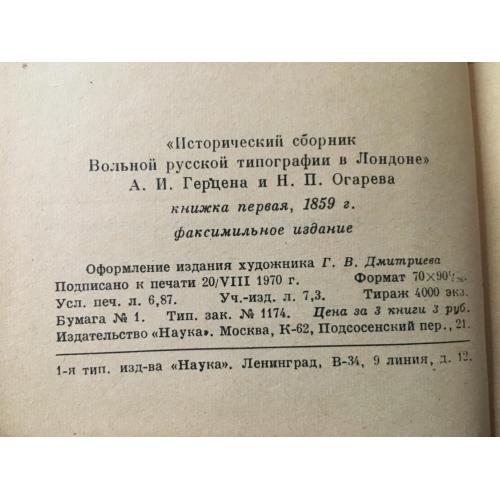 «Исторический сборник
Вольной русской типографии в Лондоне»
А. И. Герцена и Н. П. Огарева
книжка первая, 1859 г.
факсимильное издание
Оформление издания художника Г. В. Дмитриева
Подписано к печати 20/VIII 1970 г. Формат 70×90¹/₃₂.
Усл. печ. л. 6,87. Уч.-изд. л. 7,3. Тираж 4000 экз.
Бумага № 1. Тип. зак. № 1174. Цена за 3 книги 3 руб.
Издательство «Наука». Москва, К-62, Подсосенский пер., 21.
1-я тип. изд-ва «Наука». Ленинград, В-34, 9 линия, д. 12.